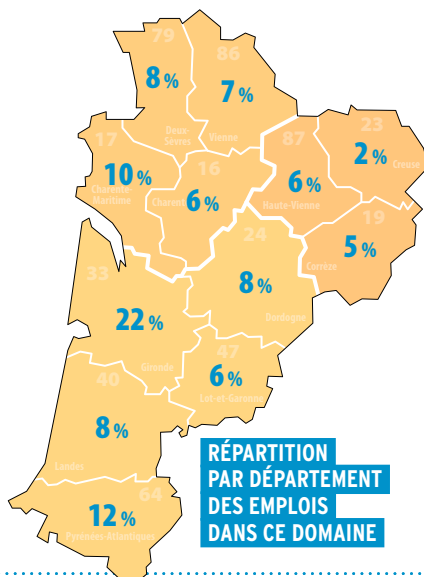 79
8 %
Deux-
Sèvres
86
7 %
Vienne
17
10 %
Charente-
Maritime
16
6 %
Charente
87
6 %
Haute-Vienne
23
2 %
Creuse
19
5 %
Corrèze
24
8 %
Dordogne
33
22 %
Gironde
47
6 %
Lot-et-Garonne
40
8 %
Landes
64
12 %
Pyrénées-Atlantiques
RÉPARTITION
PAR DÉPARTEMENT
DES EMPLOIS
DANS CE DOMAINE